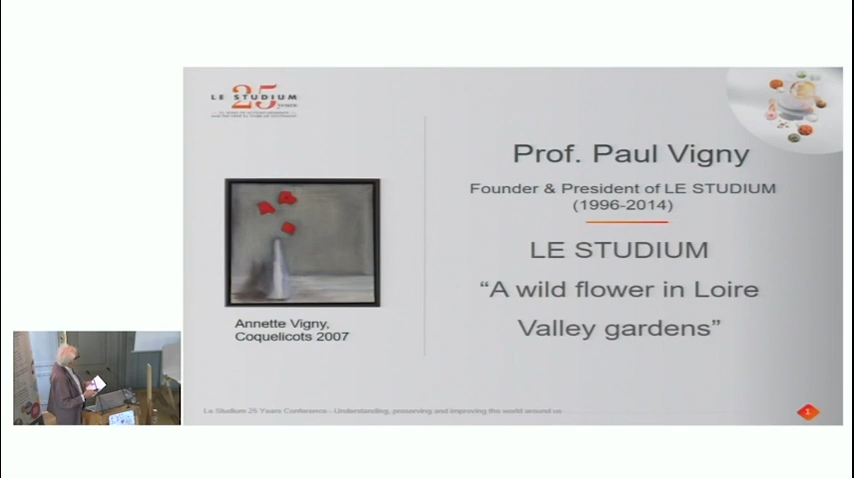 LE STUDIUM
25
years
Prof. Paul Vigny
Founder & President of LE STUDIUM
(1996-2014)
LE STUDIUM
“A wild flower in Loire
Valley gardens”
Annette Vigny,
Coquelicots 2007
Le Studium 25 Years Conference - Understanding, preserving and improving the world around us
1